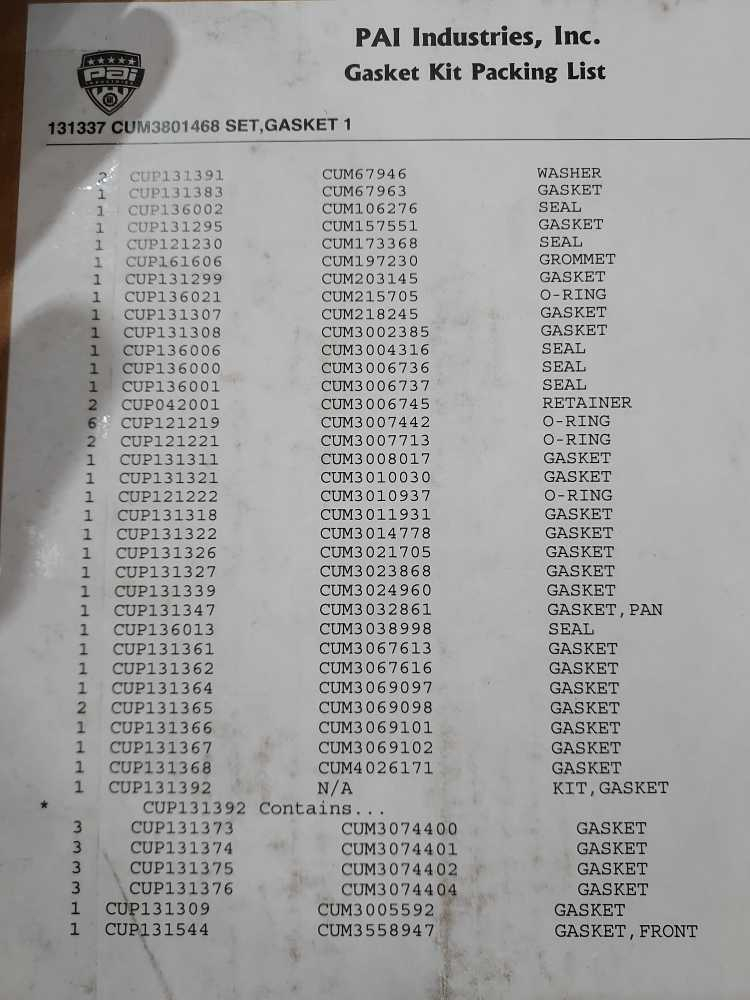 PAI Industries, Inc.
Gasket Kit Packing List
PAI
131337 CUM3801468 SET,GASKET 1
2 CUP131391 CUM67946 WASHER
1 CUP131383 CUM67963 GASKET
1 CUP136002 CUM106276 SEAL
1 CUP131295 CUM157551 GASKET
1 CUP121230 CUM173368 SEAL
1 CUP161606 CUM197230 GROMMET
1 CUP131299 CUM203145 GASKET
1 CUP136021 CUM215705 O-RING
1 CUP131307 CUM218245 GASKET
1 CUP131308 CUM3002385 GASKET
1 CUP136006 CUM3004316 SEAL
1 CUP136000 CUM3006736 SEAL
1 CUP136001 CUM3006737 SEAL
2 CUP042001 CUM3006745 RETAINER
6 CUP121219 CUM3007442 O-RING
2 CUP121221 CUM3007713 O-RING
1 CUP131311 CUM3008017 GASKET
1 CUP131321 CUM3010030 GASKET
1 CUP121222 CUM3010937 O-RING
1 CUP131318 CUM3011931 GASKET
1 CUP131322 CUM3014778 GASKET
1 CUP131326 CUM3021705 GASKET
1 CUP131327 CUM3023868 GASKET
1 CUP131339 CUM3024960 GASKET
1 CUP131347 CUM3032861 GASKET,PAN
1 CUP136013 CUM3038998 SEAL
1 CUP131361 CUM3067613 GASKET
1 CUP131362 CUM3067616 GASKET
1 CUP131364 CUM3069097 GASKET
2 CUP131365 CUM3069098 GASKET
1 CUP131366 CUM3069101 GASKET
1 CUP131367 CUM3069102 GASKET
1 CUP131368 CUM4026171 GASKET
1 CUP131392 N/A KIT,GASKET
* CUP131392 Contains...
3 CUP131373 CUM3074400 GASKET
3 CUP131374 CUM3074401 GASKET
3 CUP131375 CUM3074402 GASKET
3 CUP131376 CUM3074404 GASKET
1 CUP131309 CUM3005592 GASKET
1 CUP131544 CUM3558947 GASKET,FRONT